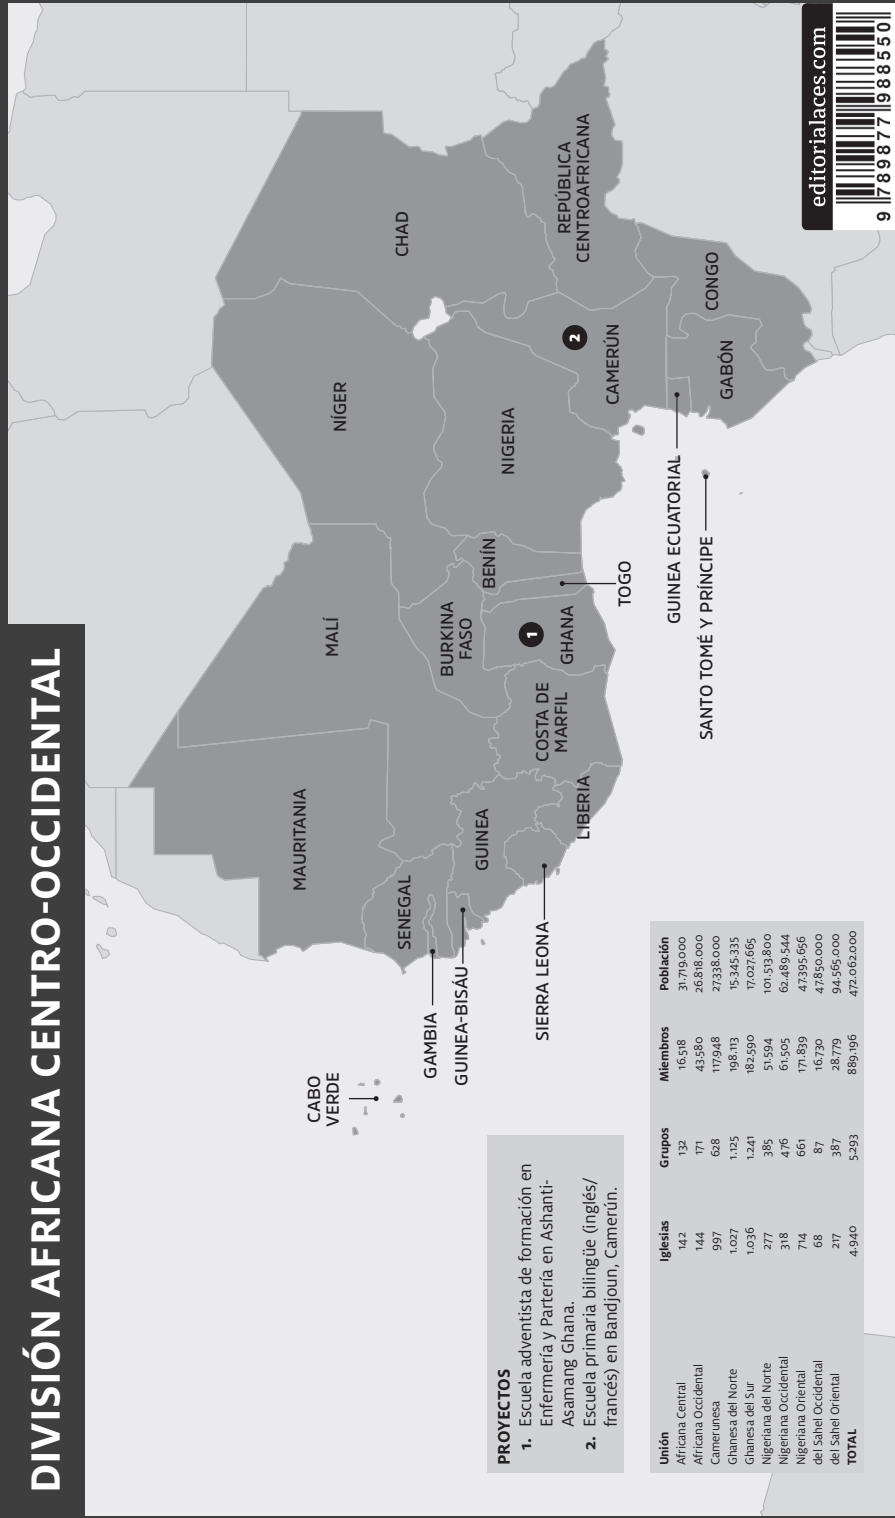 DIVISIÓN AFRICANA CENTRO-OCCIDENTAL
editorialaces.com
9 789877 988550
MAURITANIA
MALÍ
NÍGER
CHAD
SENEGAL
GAMBIA
GUINEA-BISÁU
CABO
VERDE
GUINEA
SIERRA LEONA
LIBERIA
COSTA DE
MARFIL
BURKINA
FASO
GHANA
1
TOGO
BENÍN
NIGERIA
CAMERÚN
2
REPÚBLICA
CENTROAFRICANA
GUINEA ECUATORIAL
SANTO TOMÉ Y PRÍNCIPE
GABÓN
CONGO
PROYECTOS
1. Escuela adventista de formación en
Enfermería y Partería en Ashanti-
Asamang Ghana.
2. Escuela primaria bilingüe (inglés/
francés) en Bandjoun, Camerún.
Unión Iglesias Grupos Miembros Población
Africana Central 142 132 16.518 31.719.000
Africana Occidental 144 171 43.580 26.818.000
Camerunesa 997 628 117.948 27.338.000
Ghanesa del Norte 1.027 1.125 198.113 15.345.335
Ghanesa del Sur 1.036 1.241 182.590 17.027.665
Nigeriana del Norte 277 385 51.594 101.513.800
Nigeriana Occidental 318 476 61.505 62.489.544
Nigeriana Oriental 714 661 171.839 47.395.656
del Sahel Occidental 68 87 16.730 47.850.000
del Sahel Oriental 217 387 28.779 94.565.000
TOTAL 4.940 5.293 889.196 472.062.000